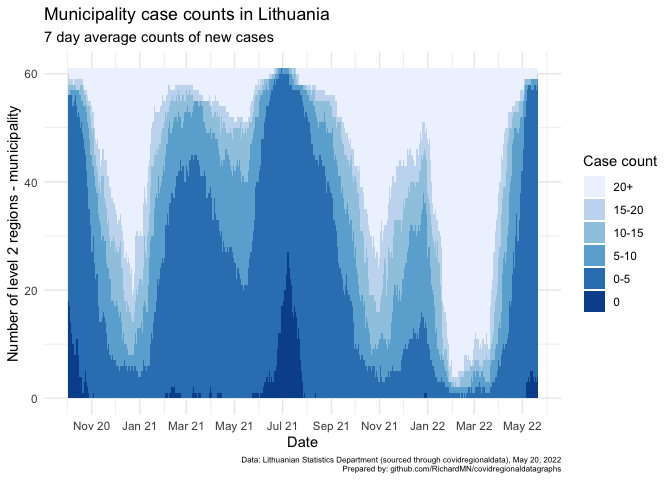 Municipality case counts in Lithuania
7 day average counts of new cases
Number of level 2 regions - municipality
60
40
20
0
Nov 20 Jan 21 Mar 21 May 21 Jul 21 Sep 21 Nov 21 Jan 22 Mar 22 May 22
Date
Case count
20+
15-20
10-15
5-10
0-5
0
Data: Lithuanian Statistics Department (sourced through covidregionaldata), May 20, 2022
Prepared by: github.com/RichardMN/covidregionaldatagraphs